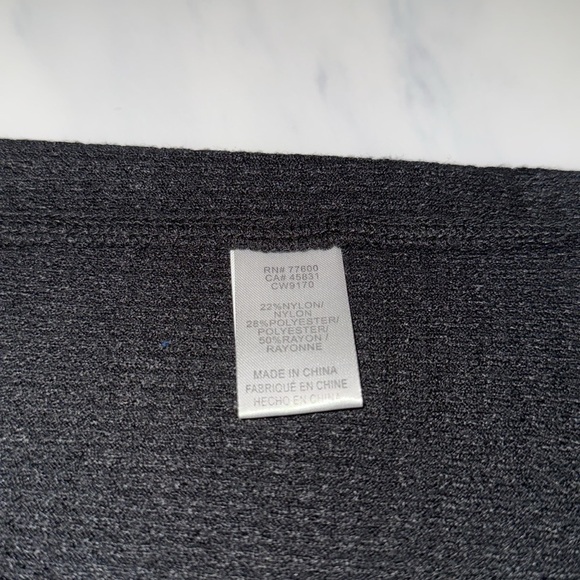 RN# 77600
CA# 45831
CW9170
22%NYLON/
NYLON
28%POLYESTER/
POLYESTER/
50%RAYON /
RAYONNE
MADE IN CHINA
FABRIQUÉ EN CHINE
HECHO EN CHINA